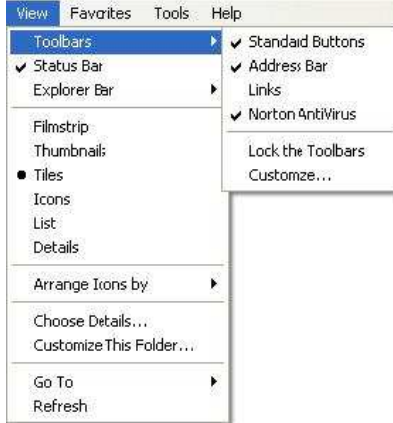 View Favorites Tools Help
Toolbars
Status Bar
Explorer Bar
Filmstrip
Thumbnails
Tiles
Icons
List
Details
Arrange Icons by
Choose Details...
Customize This Folder...
Go To
Refresh
Standard Buttons
Address Bar
Links
Norton AntiVirus
Lock the Toolbars
Customize...